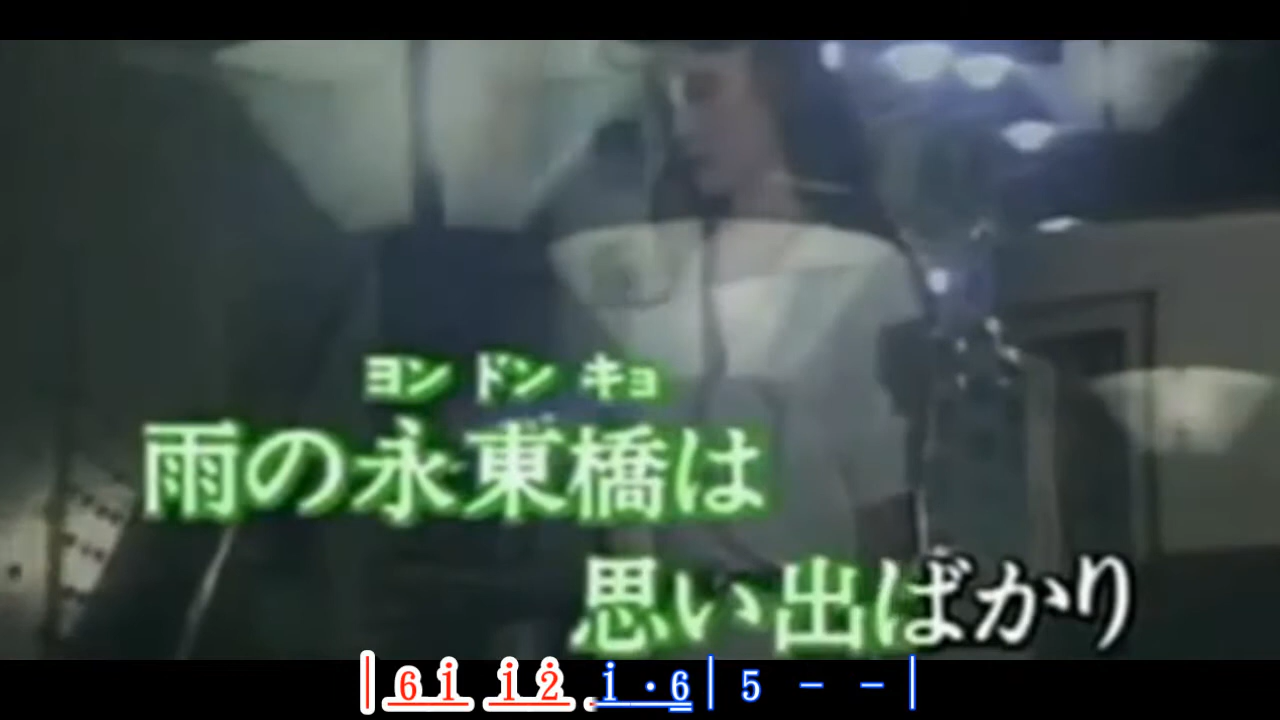 ヨン ドン キョ
雨の永東橋は
思い出ばかり
| 6 i̇ i̇ 2̇ i̇ · 6 | 5 − − |